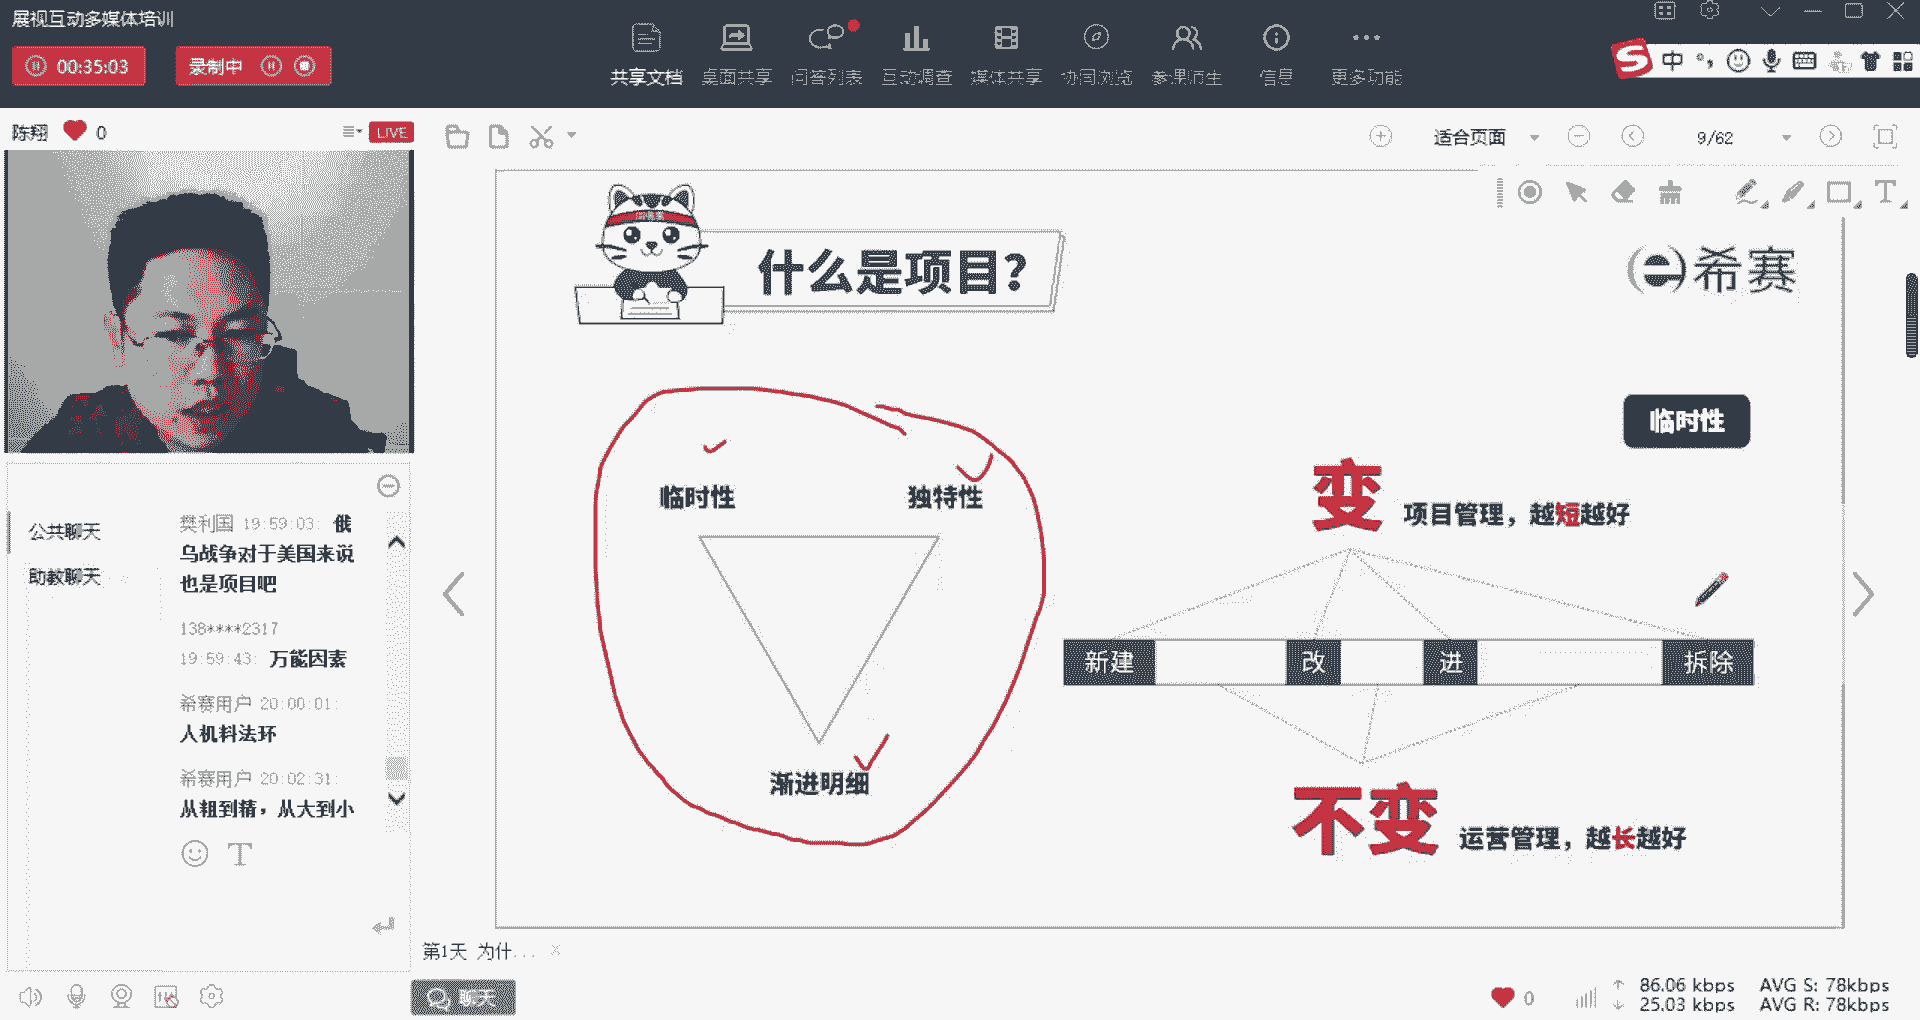 展视互动多媒体培训
00:35:03
录制中
共享文档 桌面共享 问答列表 互动调查 媒体共享 协同浏览 参课师生 信息 更多功能
中
陈翔 0
LIVE
适合页面
9/62
什么是项目?
希赛
临时性
临时性
独特性
渐进明细
变 项目管理，越短越好
新建 改 进 拆除
不变 运营管理，越长越好
公共聊天
助教聊天
樊利国 19:59:03: 俄
乌战争对于美国来说
也是项目吧
138****2317
19:59:43: 万能因素
希赛用户 20:00:01:
人机料法环
希赛用户 20:02:31:
从粗到精，从大到小
第1天 为什...
聊天
0
86.06 kbps AVG S: 78kbps
25.03 kbps AVG R: 78kbps